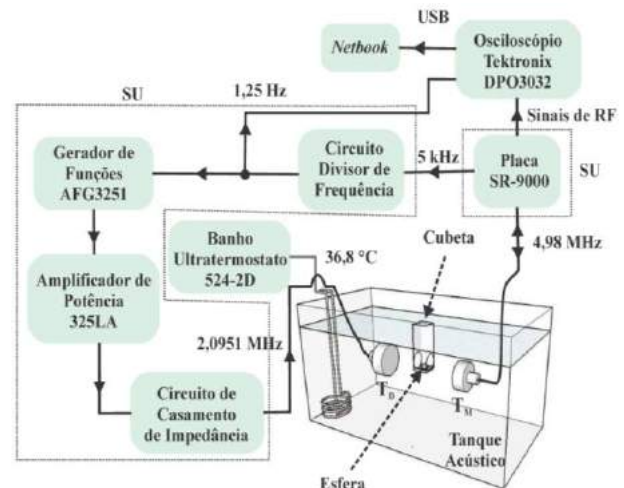 USB
Netbook
Osciloscópio
Tektronix
DPO3032
SU
1,25 Hz
Sinais de RF
Gerador de
Funções
AFG3251
Circuito
Divisor de
Frequência
5 kHz
Placa
SR-9000
SU
Banho
Ultratermostato
524-2D
36,8 °C
Cubeta
4,98 MHz
Amplificador de
Potência
325LA
2,0951 MHz
Circuito de
Casamento
de Impedância
T_D
T_M
Tanque
Acústico
Esfera